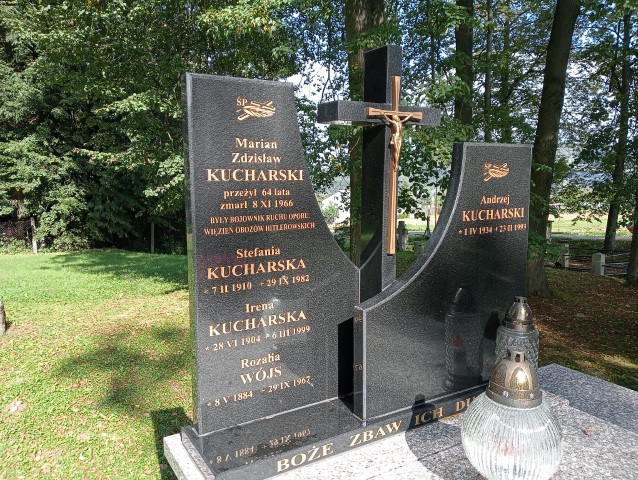 ŚP
Marian
Zdzisław
KUCHARSKI
przeżył 64 lata
zmarł 8 XI 1966
BYŁY BOJOWNIK RUCHU OPORU
WIĘZIEŃ OBOZÓW HITLEROWSKICH
Stefania
KUCHARSKA
* 7 II 1910 + 29 IX 1982
Irena
KUCHARSKA
* 28 VI 1904 + 6 III 1999
Rozalia
WÓJS
* 8 V 1884 + 29 IX 1967
Andrzej
KUCHARSKI
* 1 IV 1934 + 23 II 1993
BOŻE ZBAW ICH